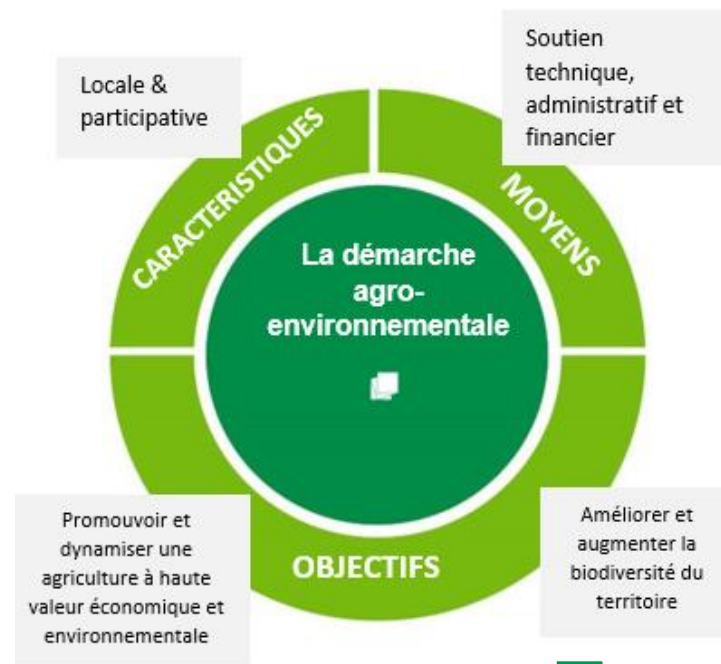 Locale &
participative
Soutien
technique,
administratif et
financier
CARACTERISTIQUES
MOYENS
La démarche
agro-
environnementale
Promouvoir et
dynamiser une
agriculture à haute
valeur économique et
environnementale
OBJECTIFS
Améliorer et
augmenter la
biodiversité du
territoire